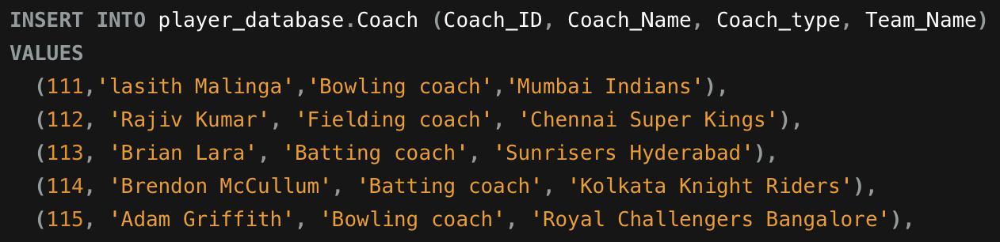 INSERT INTO player_database.Coach (Coach_ID, Coach_Name, Coach_type, Team_Name)
VALUES
(111,'lasith Malinga','Bowling coach','Mumbai Indians'),
(112, 'Rajiv Kumar', 'Fielding coach', 'Chennai Super Kings'),
(113, 'Brian Lara', 'Batting coach', 'Sunrisers Hyderabad'),
(114, 'Brendon McCullum', 'Batting coach', 'Kolkata Knight Riders'),
(115, 'Adam Griffith', 'Bowling coach', 'Royal Challengers Bangalore'),